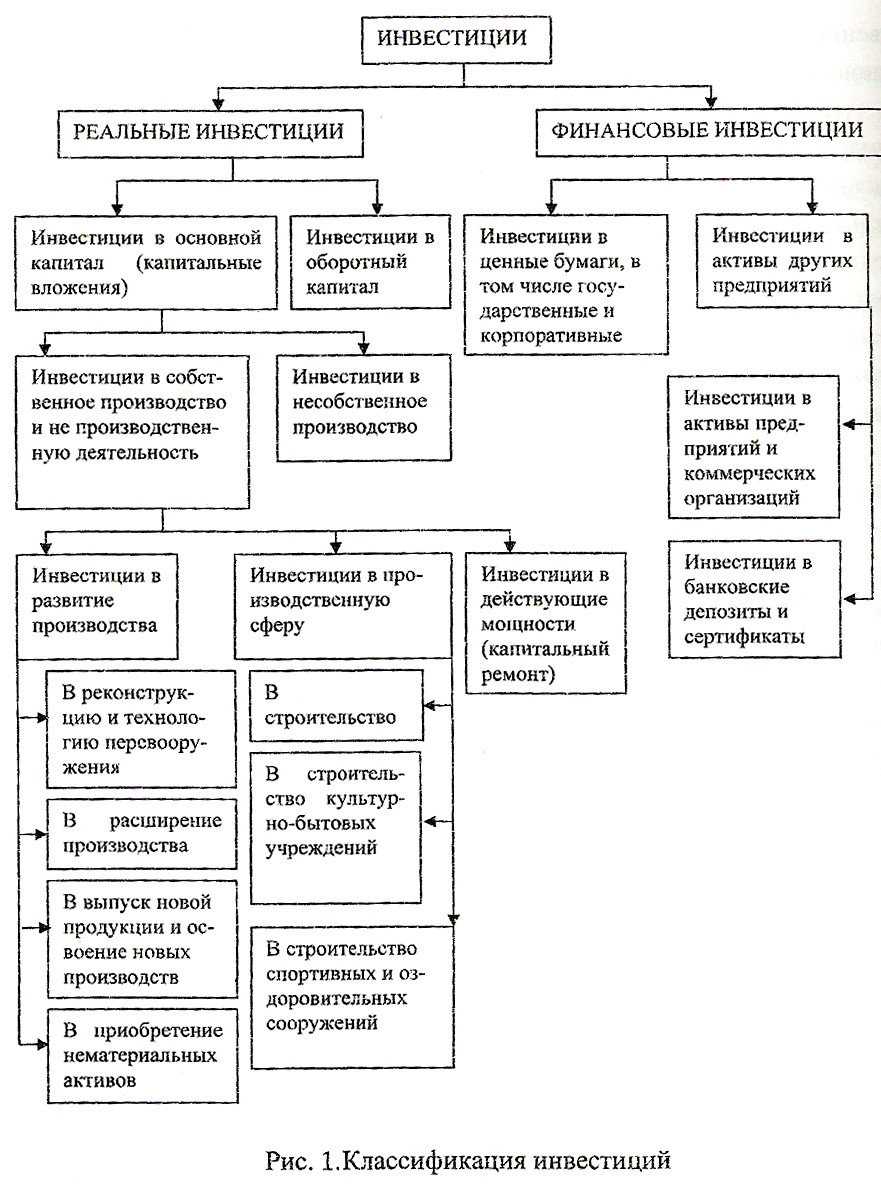 ИНВЕСТИЦИИ
РЕАЛЬНЫЕ ИНВЕСТИЦИИ
ФИНАНСОВЫЕ ИНВЕСТИЦИИ
Инвестиции в основной
капитал (капитальные
вложения)
Инвестиции в
оборотный
капитал
Инвестиции в
ценные бумаги, в
том числе госу-
дарственные и
корпоративные
Инвестиции в
активы других
предприятий
Инвестиции в собст-
венное производство
и не производствен-
ную деятельность
Инвестиции в
несобственное
производство
Инвестиции в
активы пред-
приятий и
коммерческих
организаций
Инвестиции в
банковские
депозиты и
сертификаты
Инвестиции в
развитие
производства
Инвестиции в про-
изводственную
сферу
Инвестиции в
действующие
мощности
(капитальный
ремонт)
В реконструк-
цию и техноло-
гию перевоору-
жения
В расширение
производства
В выпуск новой
продукции и ос-
воение новых
производств
В приобретение
нематериальных
активов
В
строительство
В строитель-
ство культур-
но-бытовых
учреждений
В строительство
спортивных и оз-
доровительных
сооружений
Рис. 1.Классификация инвестиций